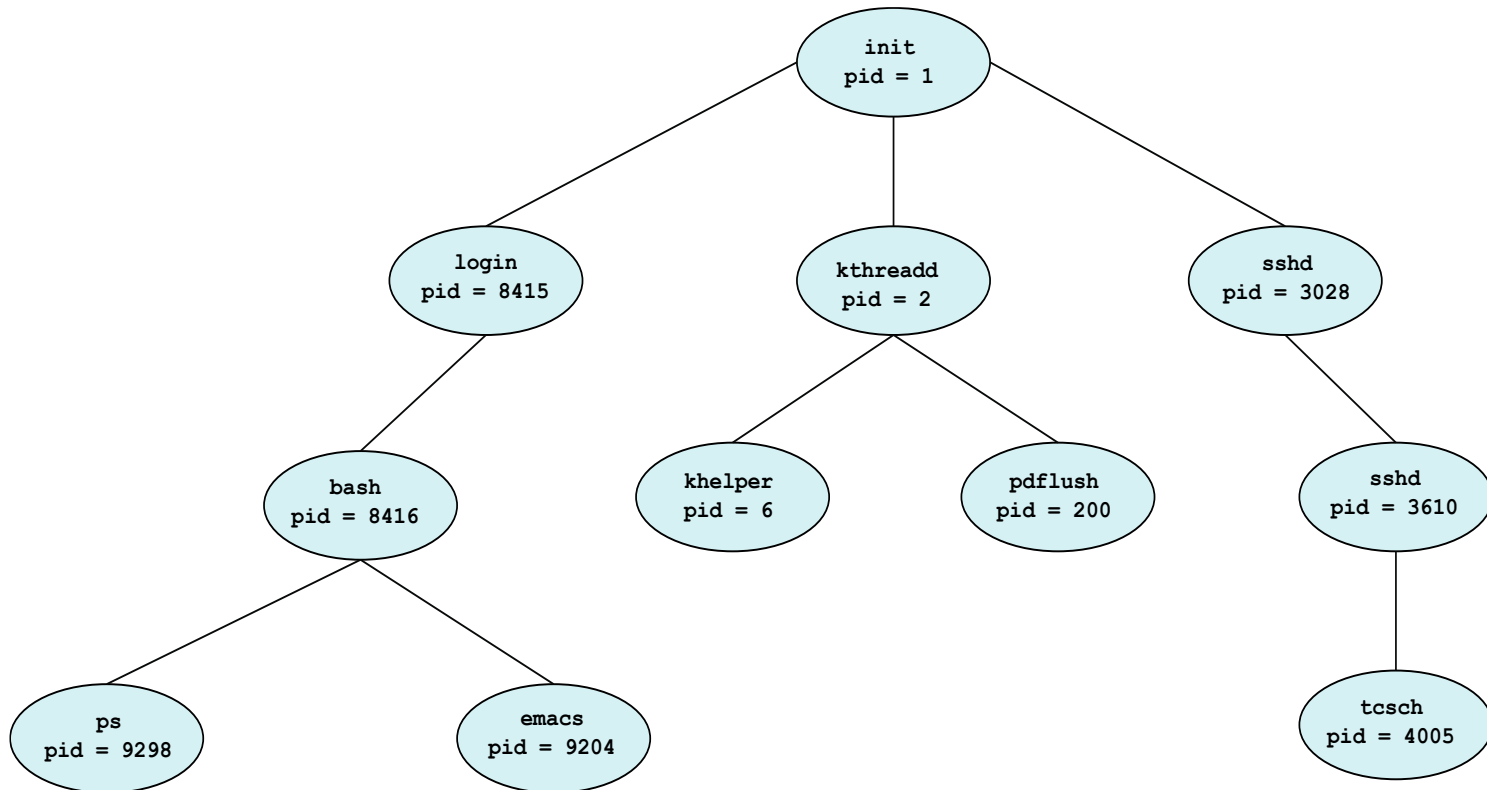 init
pid = 1
login
pid = 8415
kthreadd
pid = 2
sshd
pid = 3028
bash
pid = 8416
khelper
pid = 6
pdflush
pid = 200
sshd
pid = 3610
ps
pid = 9298
emacs
pid = 9204
tcsch
pid = 4005